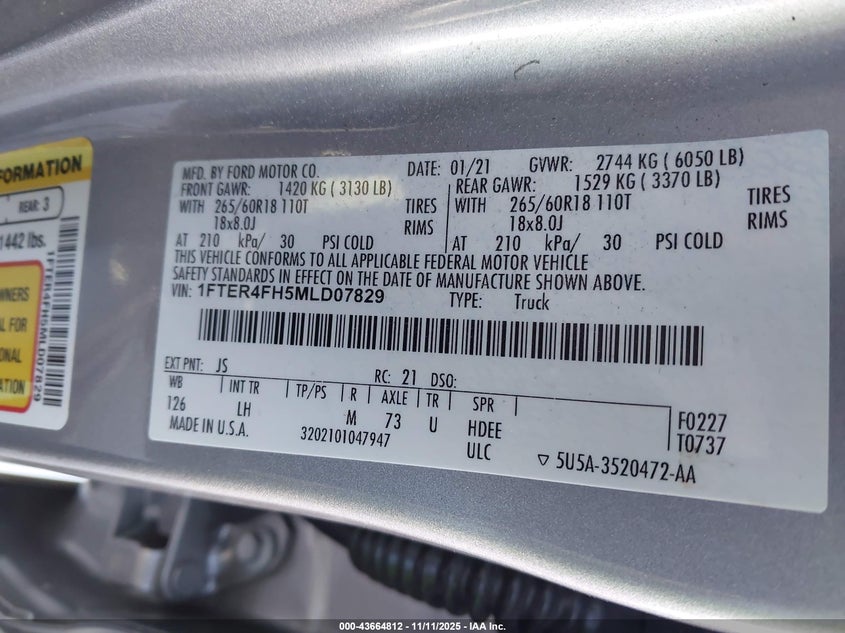 FORMATION
REAR: 3
1442 lbs.
WNERS
AL FOR
ONAL
ATION
1FTER4FH5MLD07829
MFD. BY FORD MOTOR CO. DATE: 01/21 GVWR: 2744 KG ( 6050 LB)
FRONT GAWR: 1420 KG ( 3130 LB) REAR GAWR: 1529 KG ( 3370 LB)
WITH 265/60R18 110T TIRES WITH 265/60R18 110T TIRES
18x8.0J RIMS 18x8.0J RIMS
AT 210 kPa/ 30 PSI COLD AT 210 kPa/ 30 PSI COLD
THIS VEHICLE CONFORMS TO ALL APPLICABLE FEDERAL MOTOR VEHICLE
SAFETY STANDARDS IN EFFECT ON THE DATE OF MANUFACTURE SHOWN ABOVE.
VIN: 1FTER4FH5MLD07829 TYPE: Truck
EXT PNT: JS RC: 21 DSO:
WB INT TR TP/PS R AXLE TR SPR
126 LH M 73 U HDEE F0227
MADE IN U.S.A. 3202101047947 ULC T0737
5U5A-3520472-AA
000-43664812 - 11/11/2025 - IAA Inc.